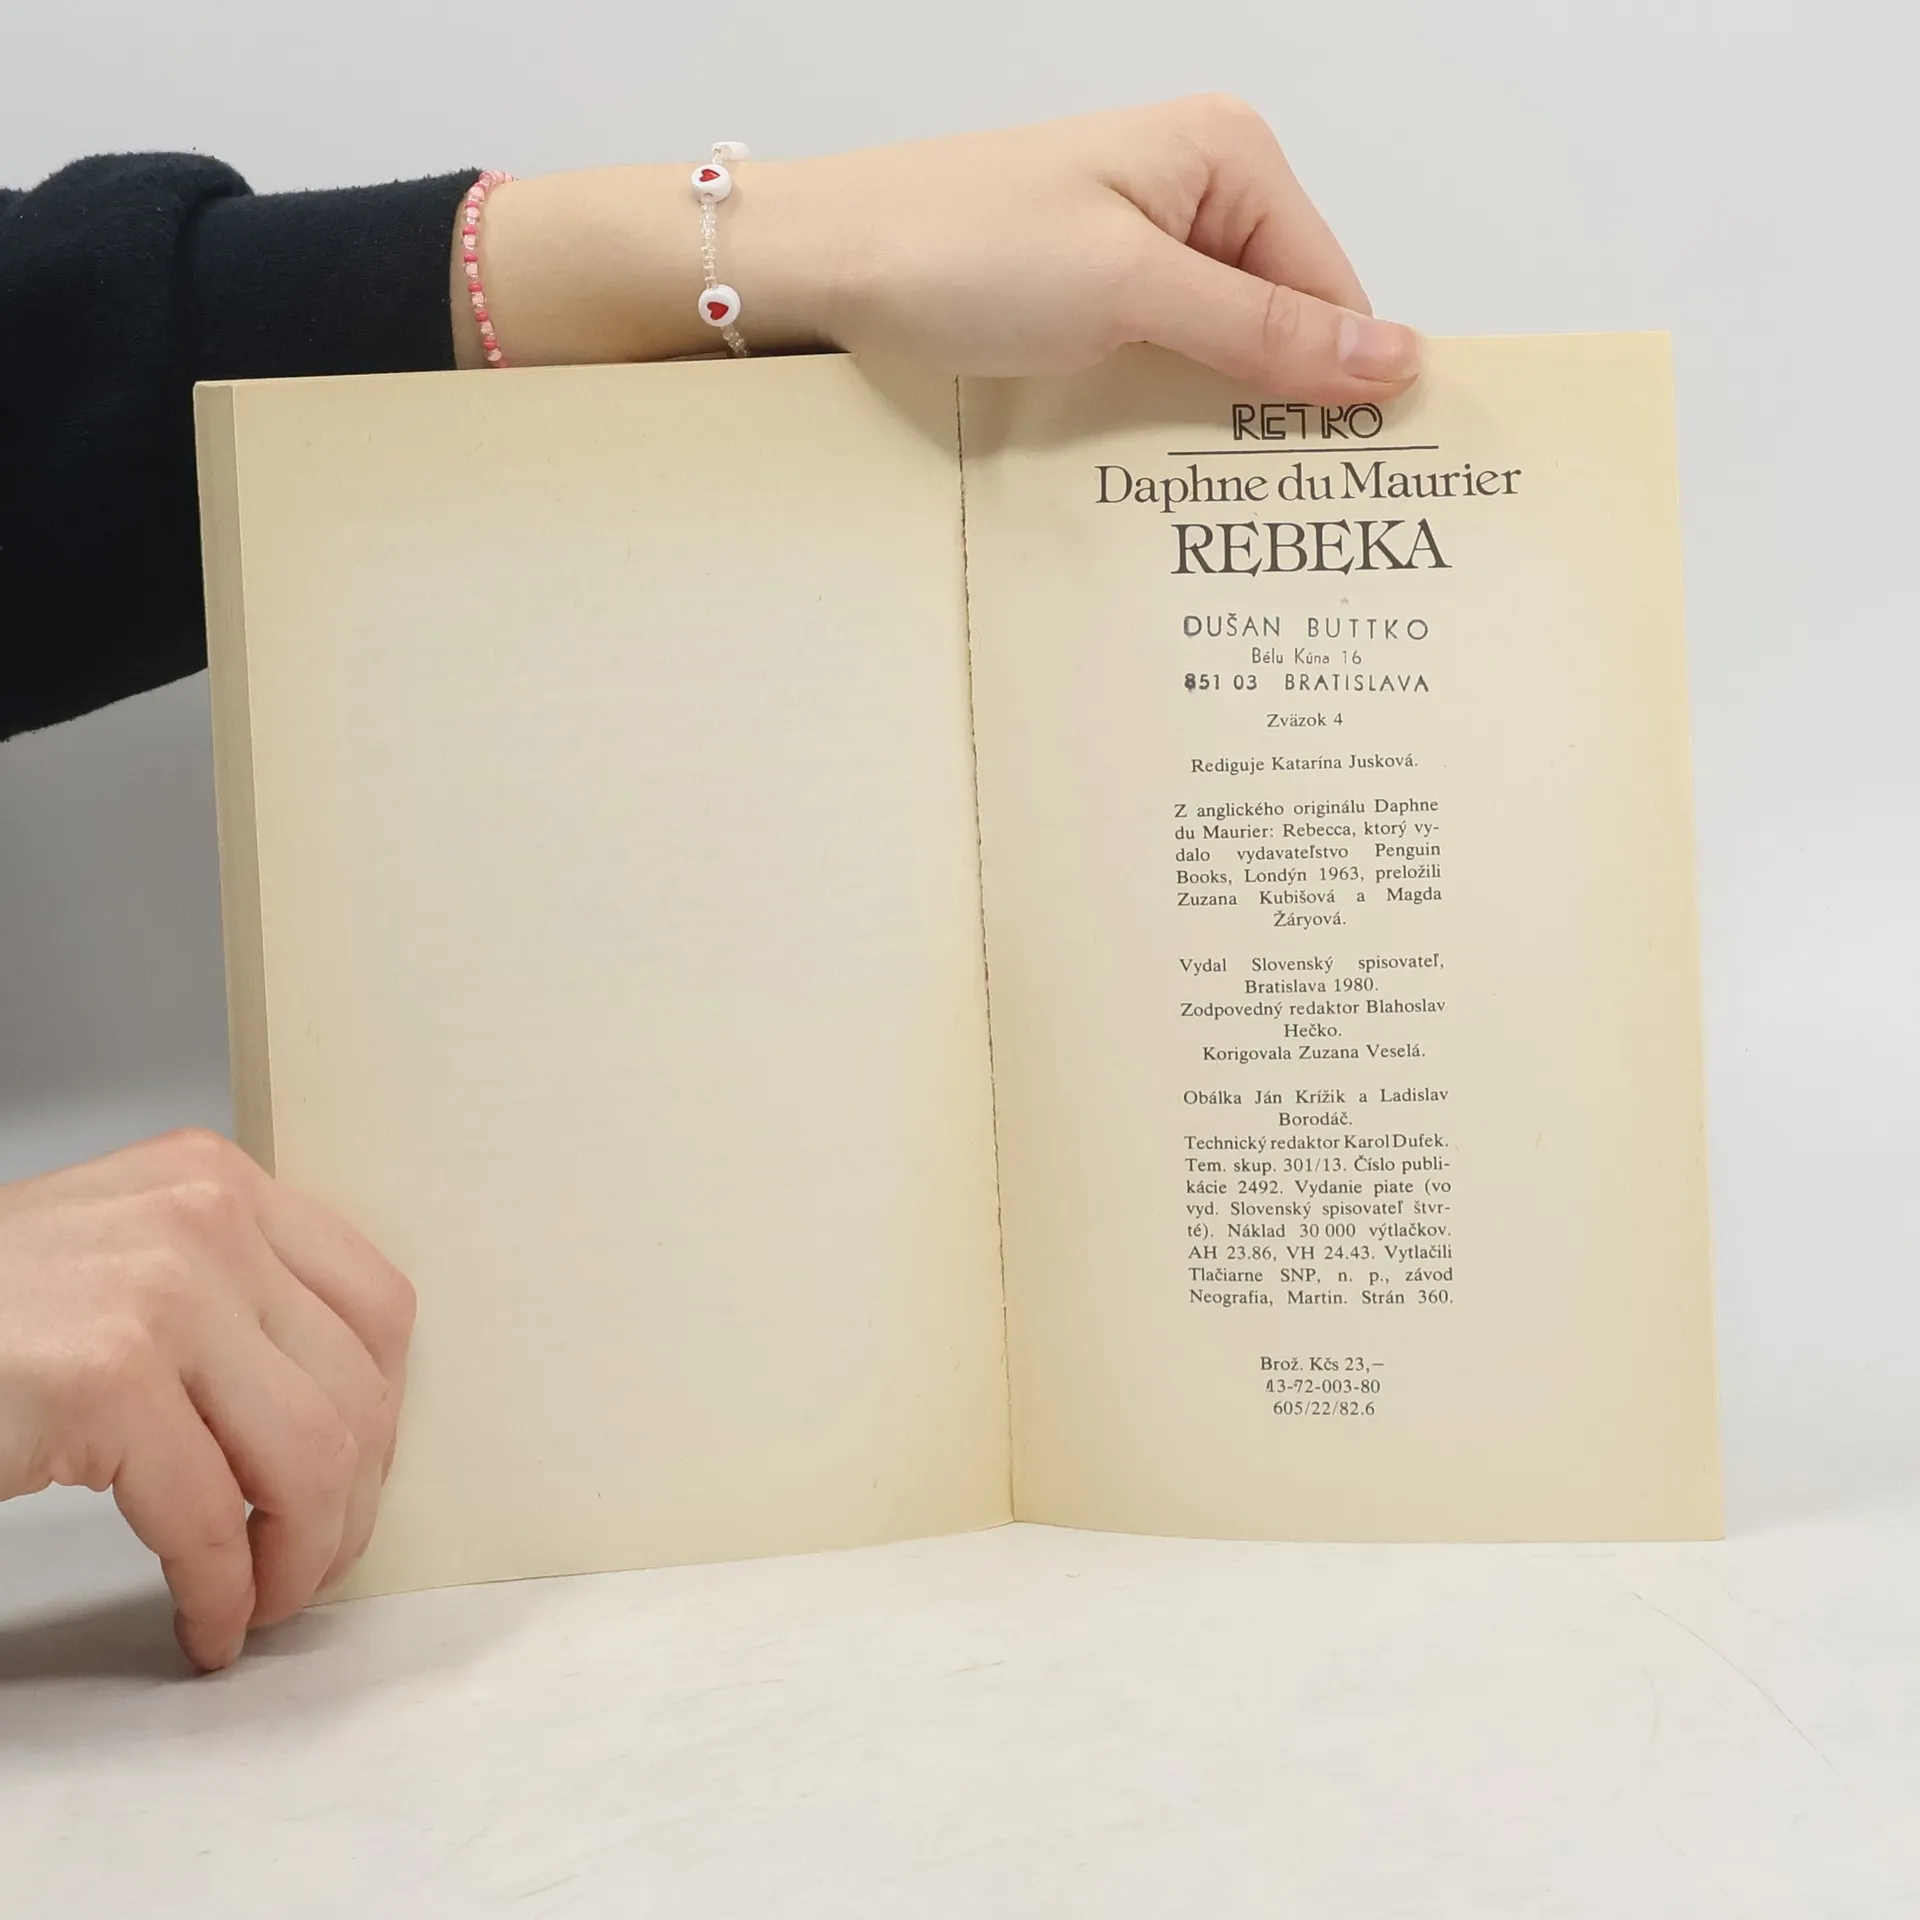 RETRO
Daphne du Maurier
REBEKA
DUŠAN BUTTKO
Bélu Kúna 16
851 03 BRATISLAVA
Zväzok 4
Rediguje Katarína Jusková.
Z anglického originálu Daphne
du Maurier: Rebecca, ktorý vy-
dalo vydavateľstvo Penguin
Books, Londýn 1963, preložili
Zuzana Kubišová a Magda
Žáryová.
Vydal Slovenský spisovateľ,
Bratislava 1980.
Zodpovedný redaktor Blahoslav
Hečko.
Korigovala Zuzana Veselá.
Obálka Ján Krížik a Ladislav
Borodáč.
Technický redaktor Karol Dufek.
Tem. skup. 301/13. Číslo publi-
kácie 2492. Vydanie piate (vo
vyd. Slovenský spisovateľ štvr-
té). Náklad 30 000 výtlačkov.
AH 23.86, VH 24.43. Vytlačili
Tlačiarne SNP, n. p., závod
Neografia, Martin. Strán 360.
Brož. Kčs 23,—
13-72-003-80
605/22/82.6